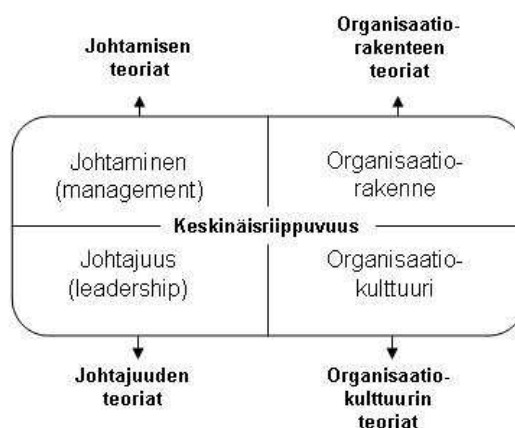 Johtamisen
teoriat
Organisaatio-
rakenteen
teoriat
Johtaminen
(management)
Organisaatio-
rakenne
Keskinäisriippuvuus
Johtajuus
(leadership)
Organisaatio-
kulttuuri
Johtajuuden
teoriat
Organisaatio-
kulttuurin
teoriat